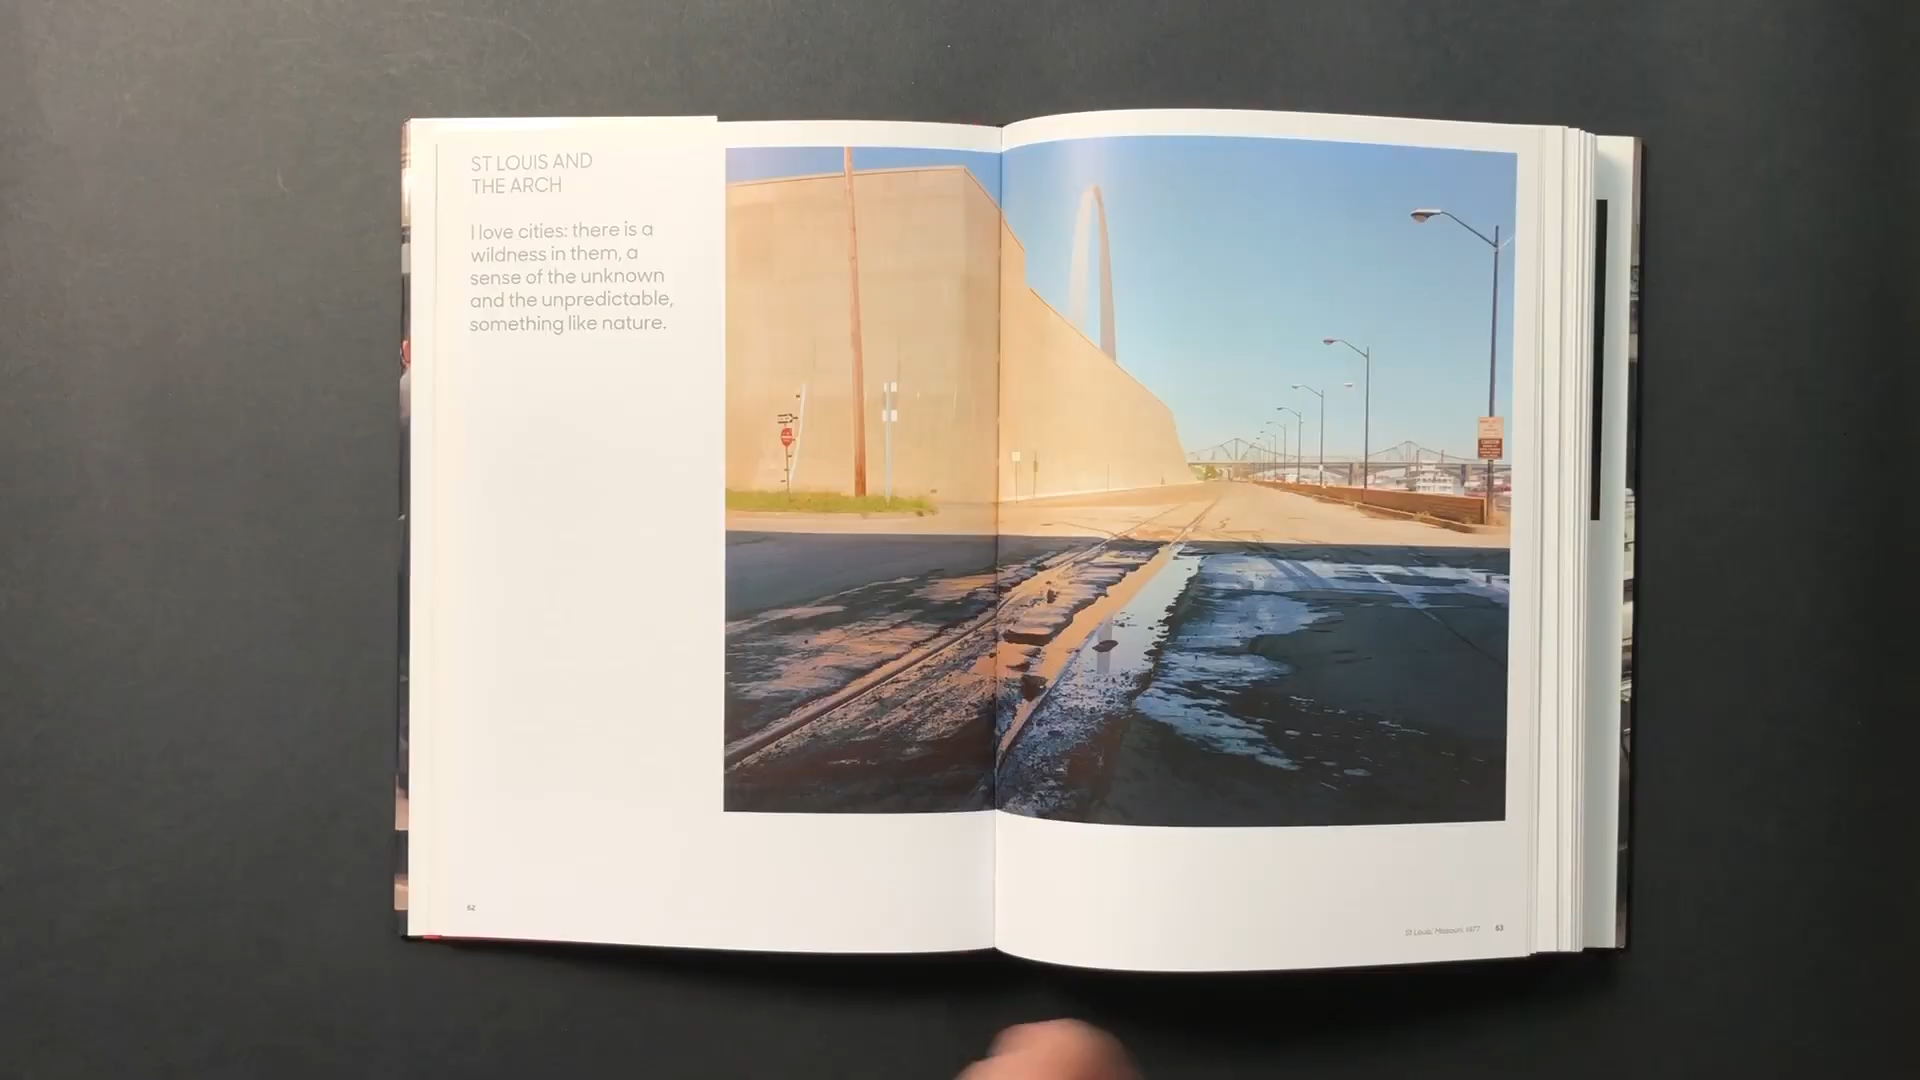 ST LOUIS AND
THE ARCH
I love cities: there is a
wildness in them, a
sense of the unknown
and the unpredictable,
something like nature.
62
St Louis, Missouri, 1977 63